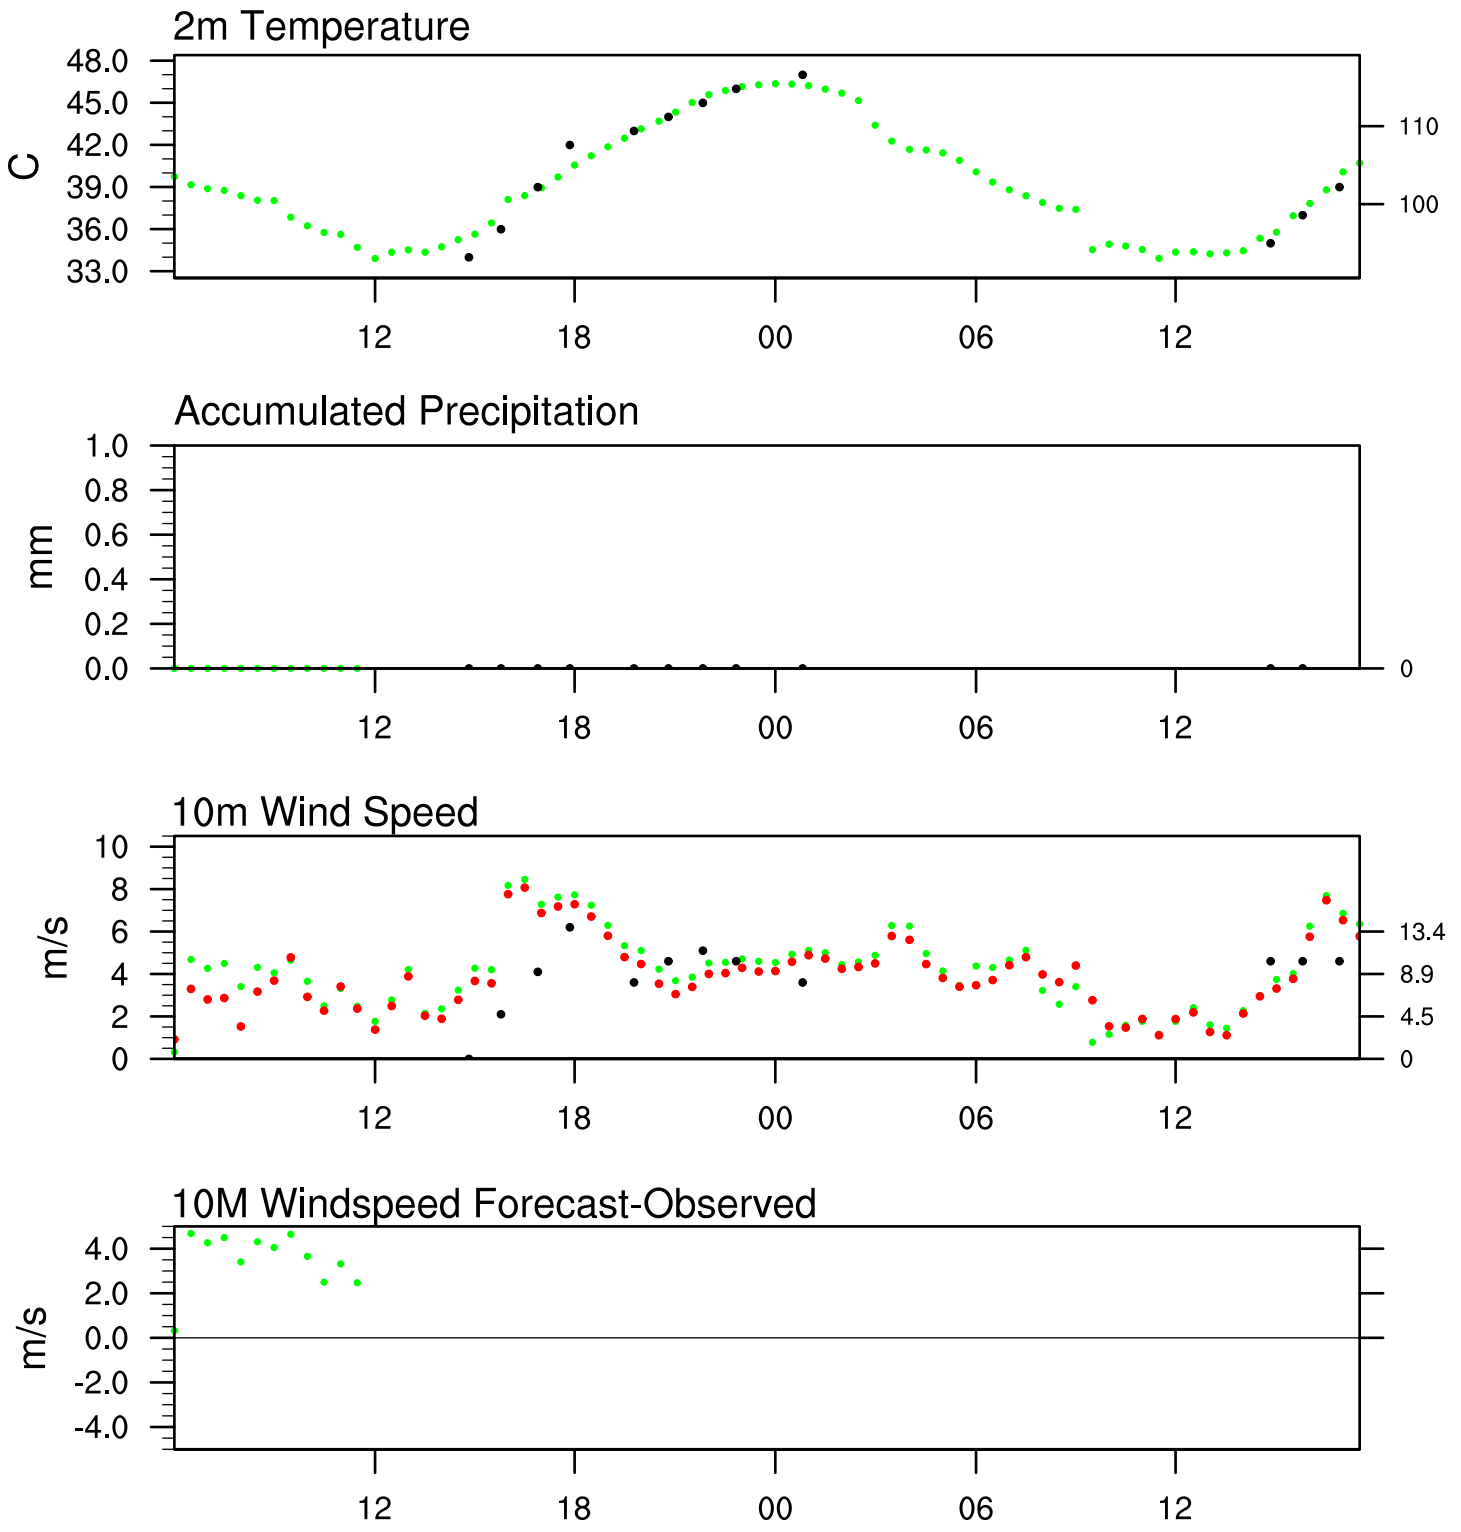 2m Temperature
48.0
45.0
42.0
39.0
36.0
33.0
C
110
100
12 18 00 06 12
Accumulated Precipitation
1.0
0.8
0.6
0.4
0.2
0.0
mm
0
12 18 00 06 12
10m Wind Speed
10
8
6
4
2
0
m/s
13.4
8.9
4.5
0
12 18 00 06 12
10M Windspeed Forecast-Observed
4.0
2.0
0.0
-2.0
-4.0
m/s
12 18 00 06 12